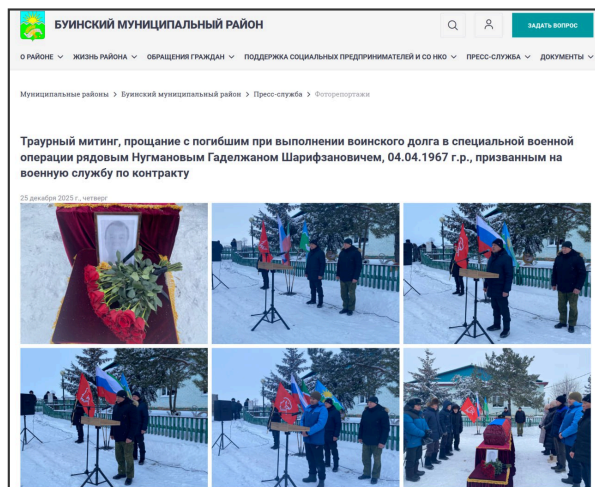 БУИНСКИЙ МУНИЦИПАЛЬНЫЙ РАЙОН
ЗАДАТЬ ВОПРОС
О РАЙОНЕ ЖИЗНЬ РАЙОНА ОБРАЩЕНИЯ ГРАЖДАН ПОДДЕРЖКА СОЦИАЛЬНЫХ ПРЕДПРИНИМАТЕЛЕЙ И СО НКО ПРЕСС-СЛУЖБА ДОКУМЕНТЫ
Муниципальные районы > Буинский муниципальный район > Пресс-служба > Фоторепортажи
Траурный митинг, прощание с погибшим при выполнении воинского долга в специальной военной
операции рядовым Нугмановым Гаделжаном Шарифзановичем, 04.04.1967 г.р., призванным на
военную службу по контракту
25 декабря 2025 г., четверг